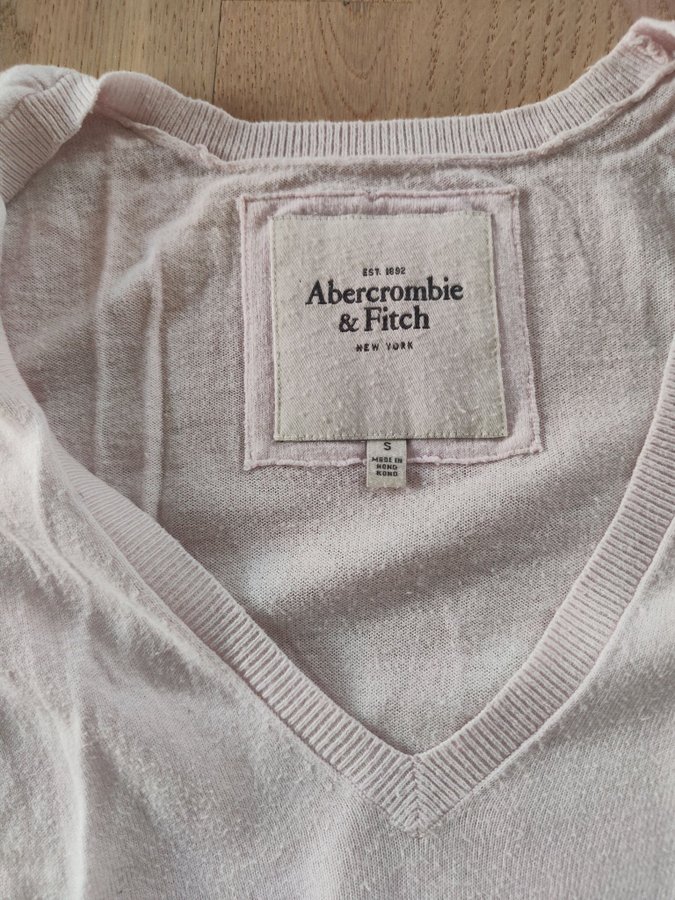 EST. 1892
Abercrombie
& Fitch
NEW YORK
S
MADE IN
HONG
KONG